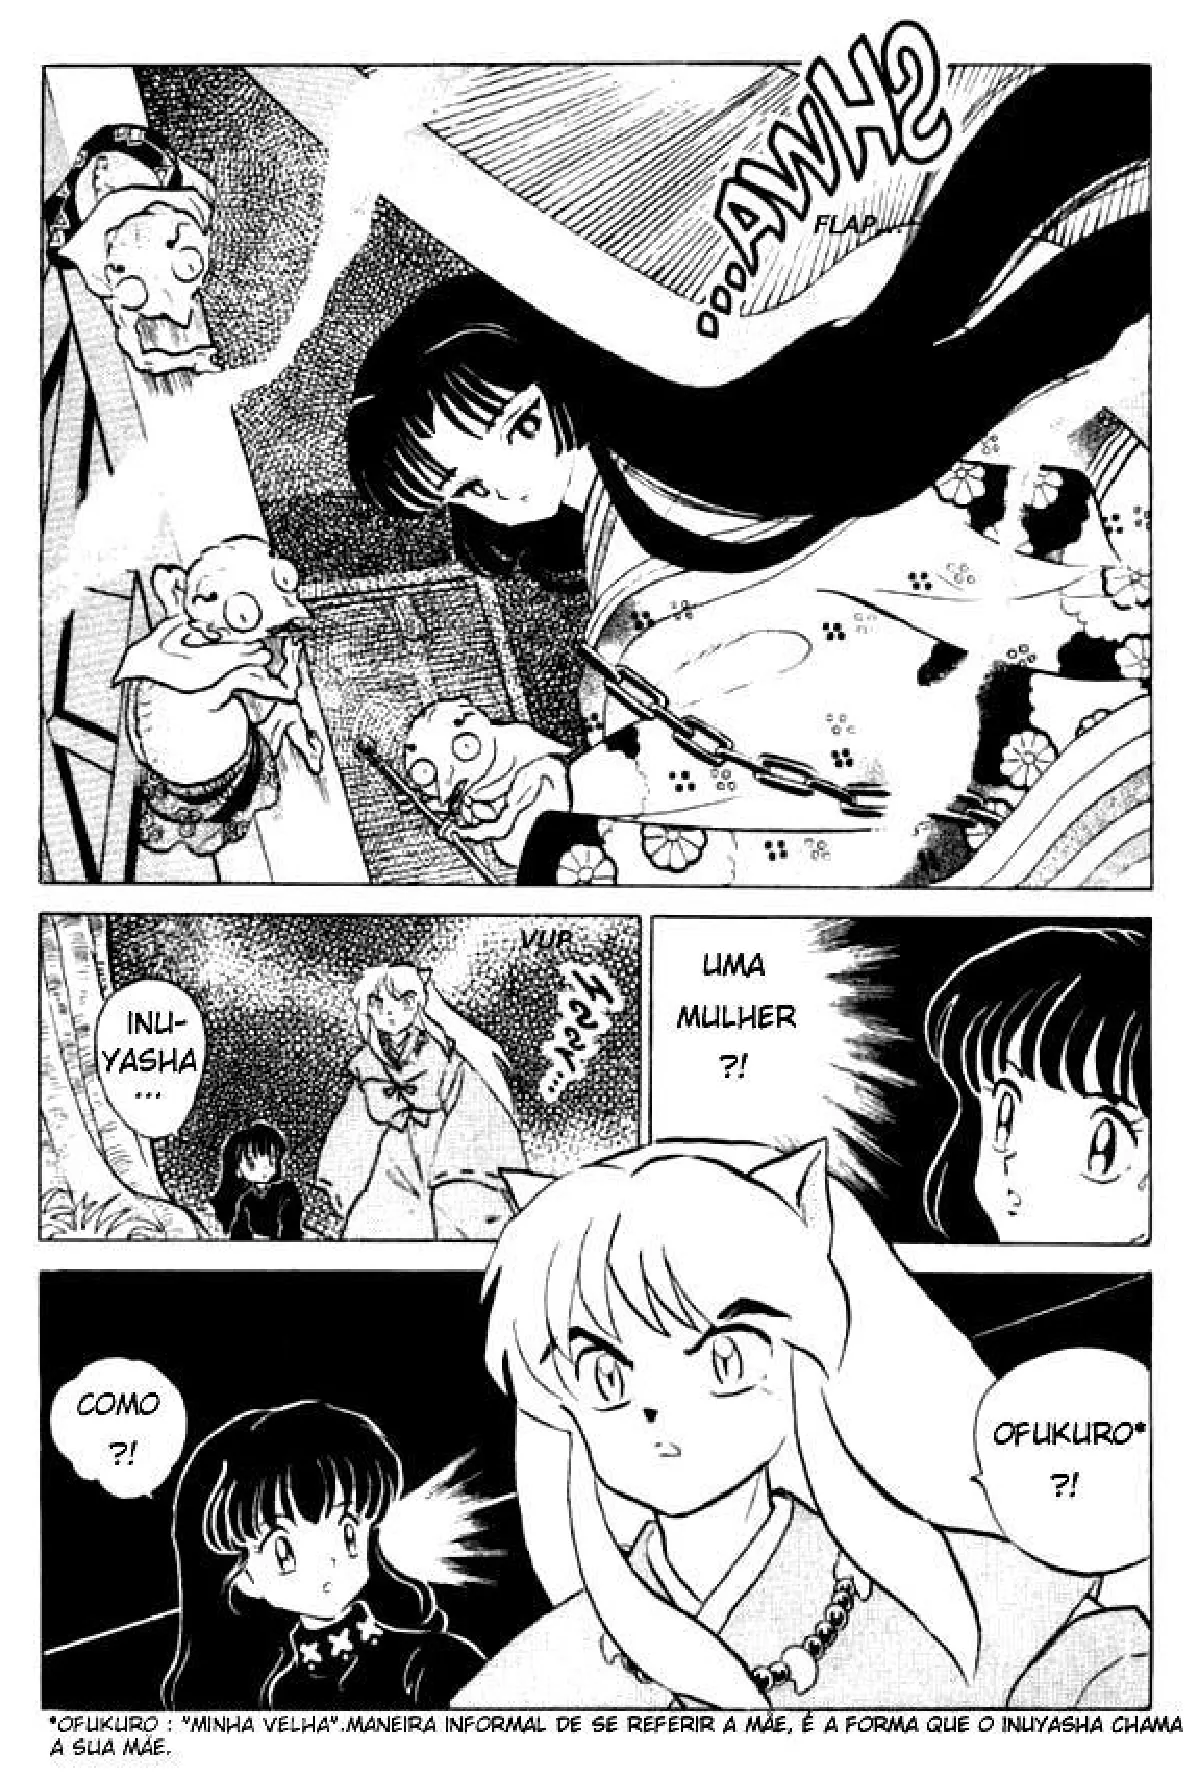 SHWA...
FLAP...
UMA
MULHER
?!
VUP
INU-
YASHA
...
OFUKURO*
?!
COMO
?!
*OFUKURO : "MINHA VELHA".MANEIRA INFORMAL DE SE REFERIR A MÃE, É A FORMA QUE O INUYASHA CHAMA
A SUA MÃE.